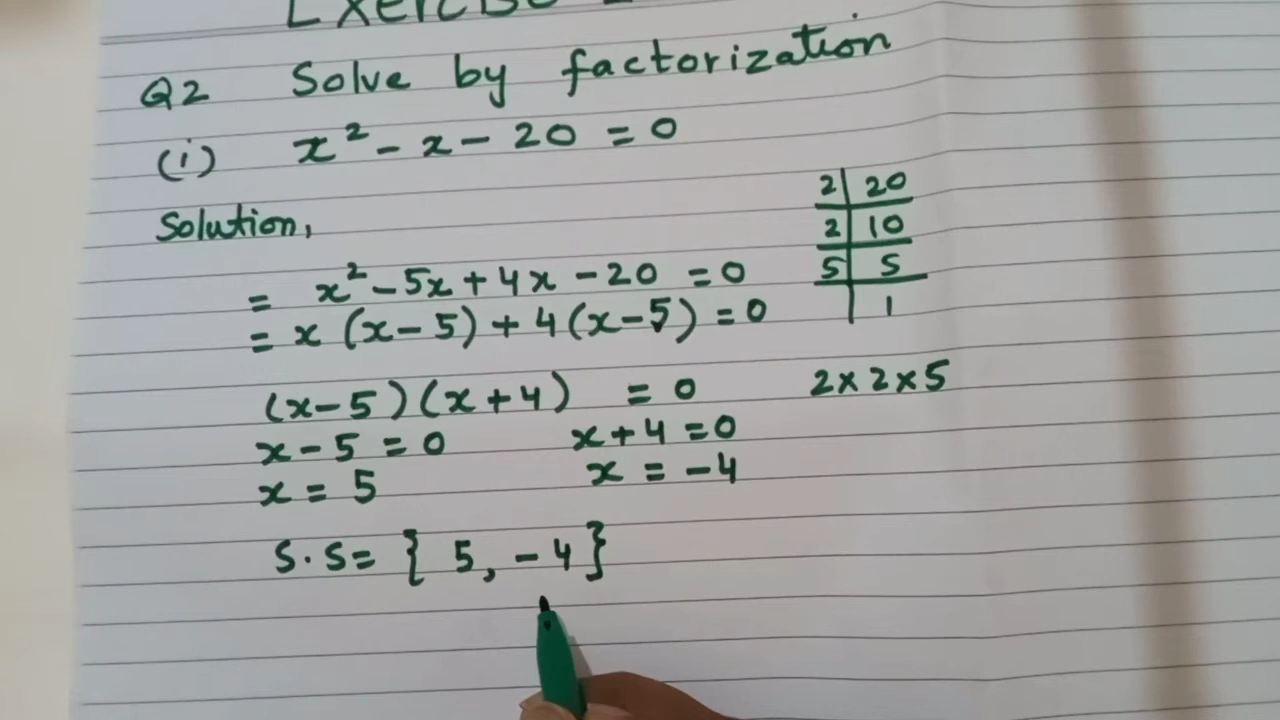 Exercise
Q2 Solve by factorization
(i) x² - x - 20 = 0
Solution,
= x² - 5x + 4x - 20 = 0
= x (x - 5) + 4 (x - 5) = 0
(x - 5) (x + 4) = 0
x - 5 = 0 x + 4 = 0
x = 5 x = -4
S.S = { 5, -4 }
2 | 20
2 | 10
5 | 5
| 1
2 × 2 × 5